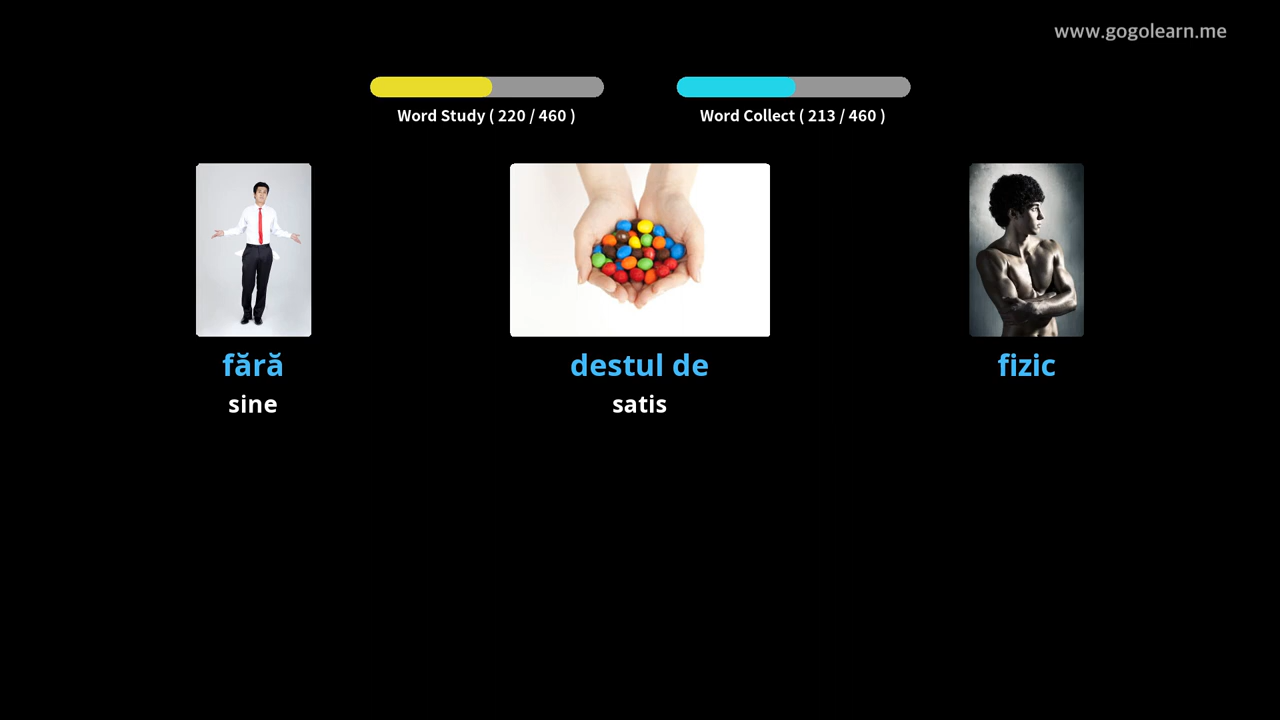 www.gogolearn.me
Word Study ( 220 / 460 )
Word Collect ( 213 / 460 )
fără
destul de
fizic
sine
satis